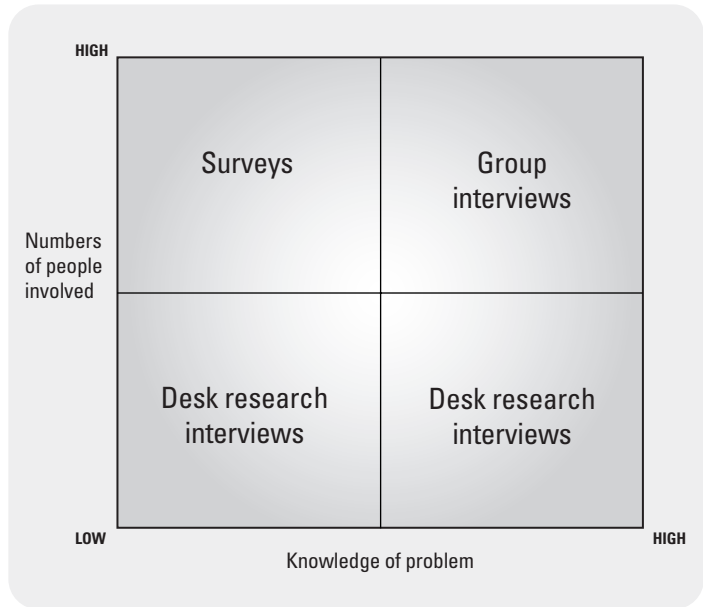 HIGH
Surveys
Group
interviews
Numbers
of people
involved
Desk research
interviews
Desk research
interviews
LOW
HIGH
Knowledge of problem